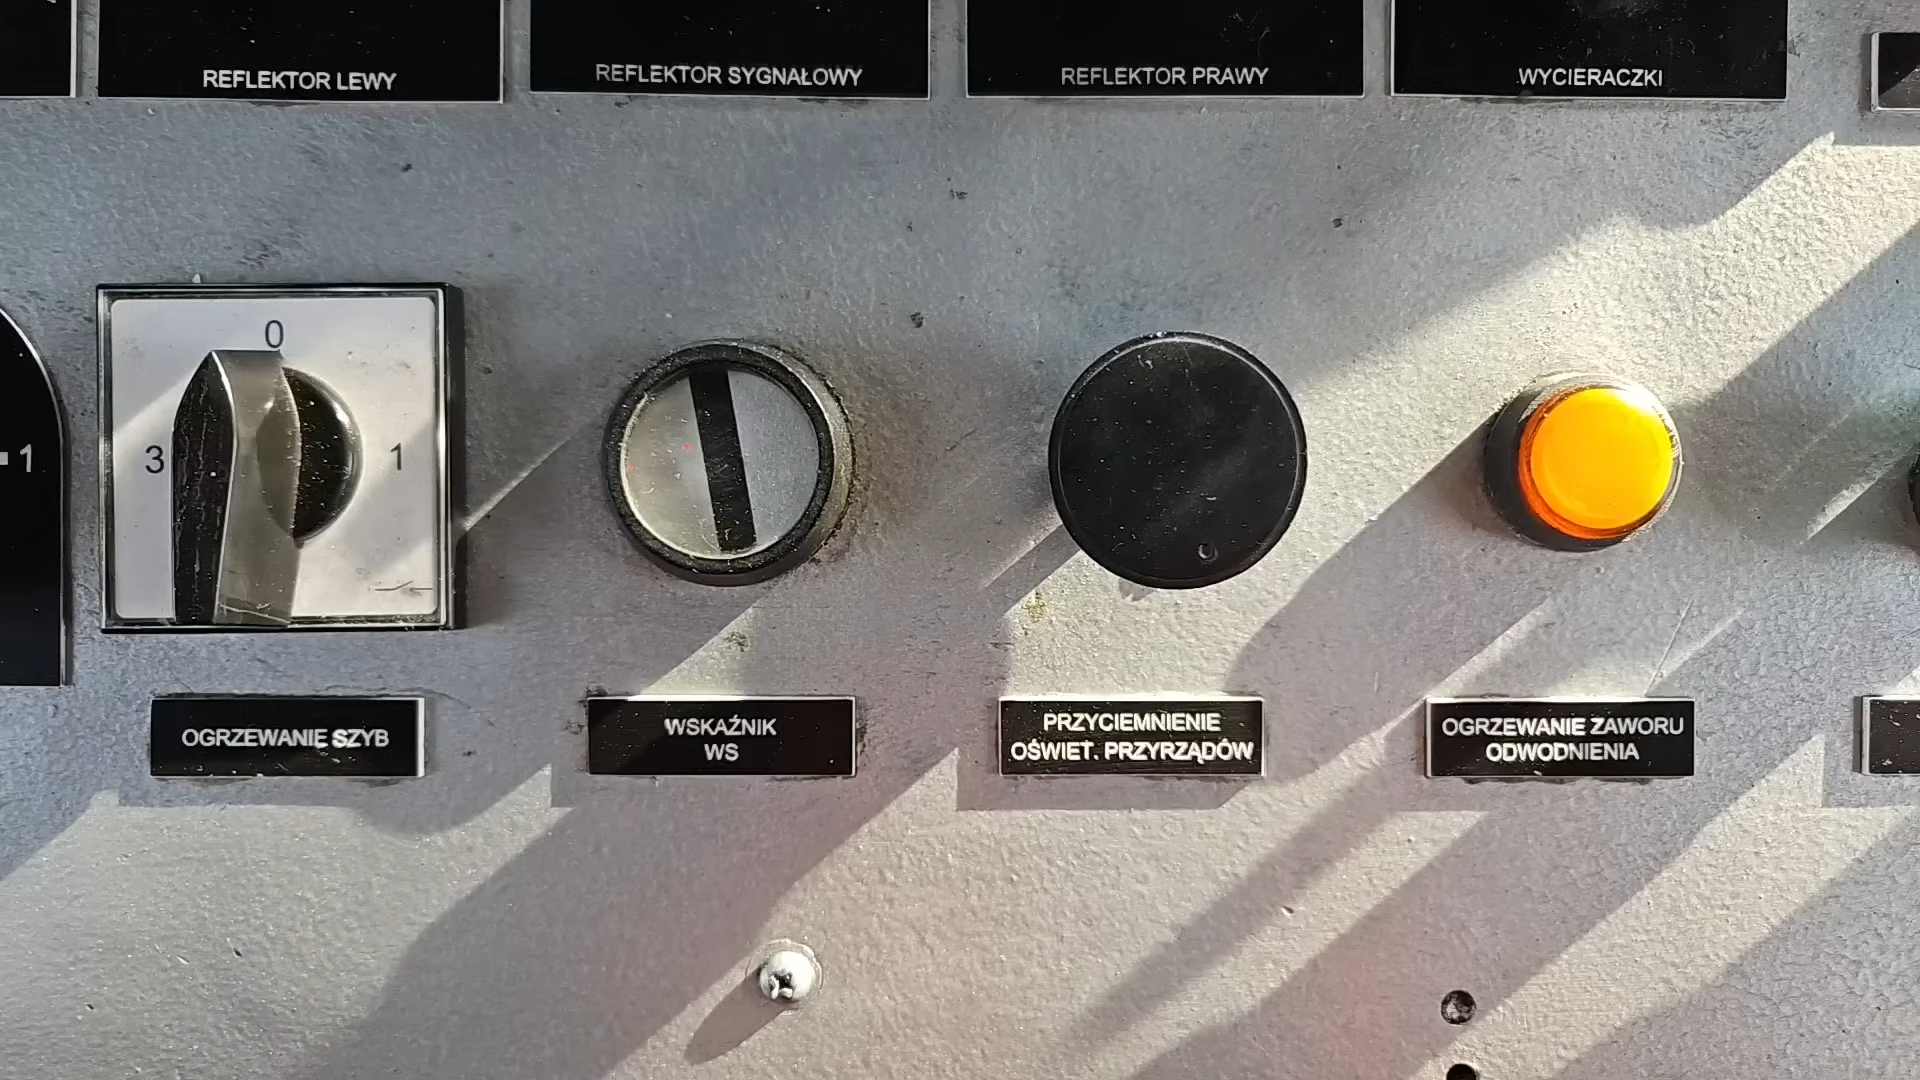 REFLEKTOR LEWY
REFLEKTOR SYGNAŁOWY
REFLEKTOR PRAWY
WYCIERACZKI
0
3
1
1
OGRZEWANIE SZYB
WSKAŹNIK
WS
PRZYCIEMNIENIE
OŚWIET. PRZYRZĄDÓW
OGRZEWANIE ZAWORU
ODWODNIENIA